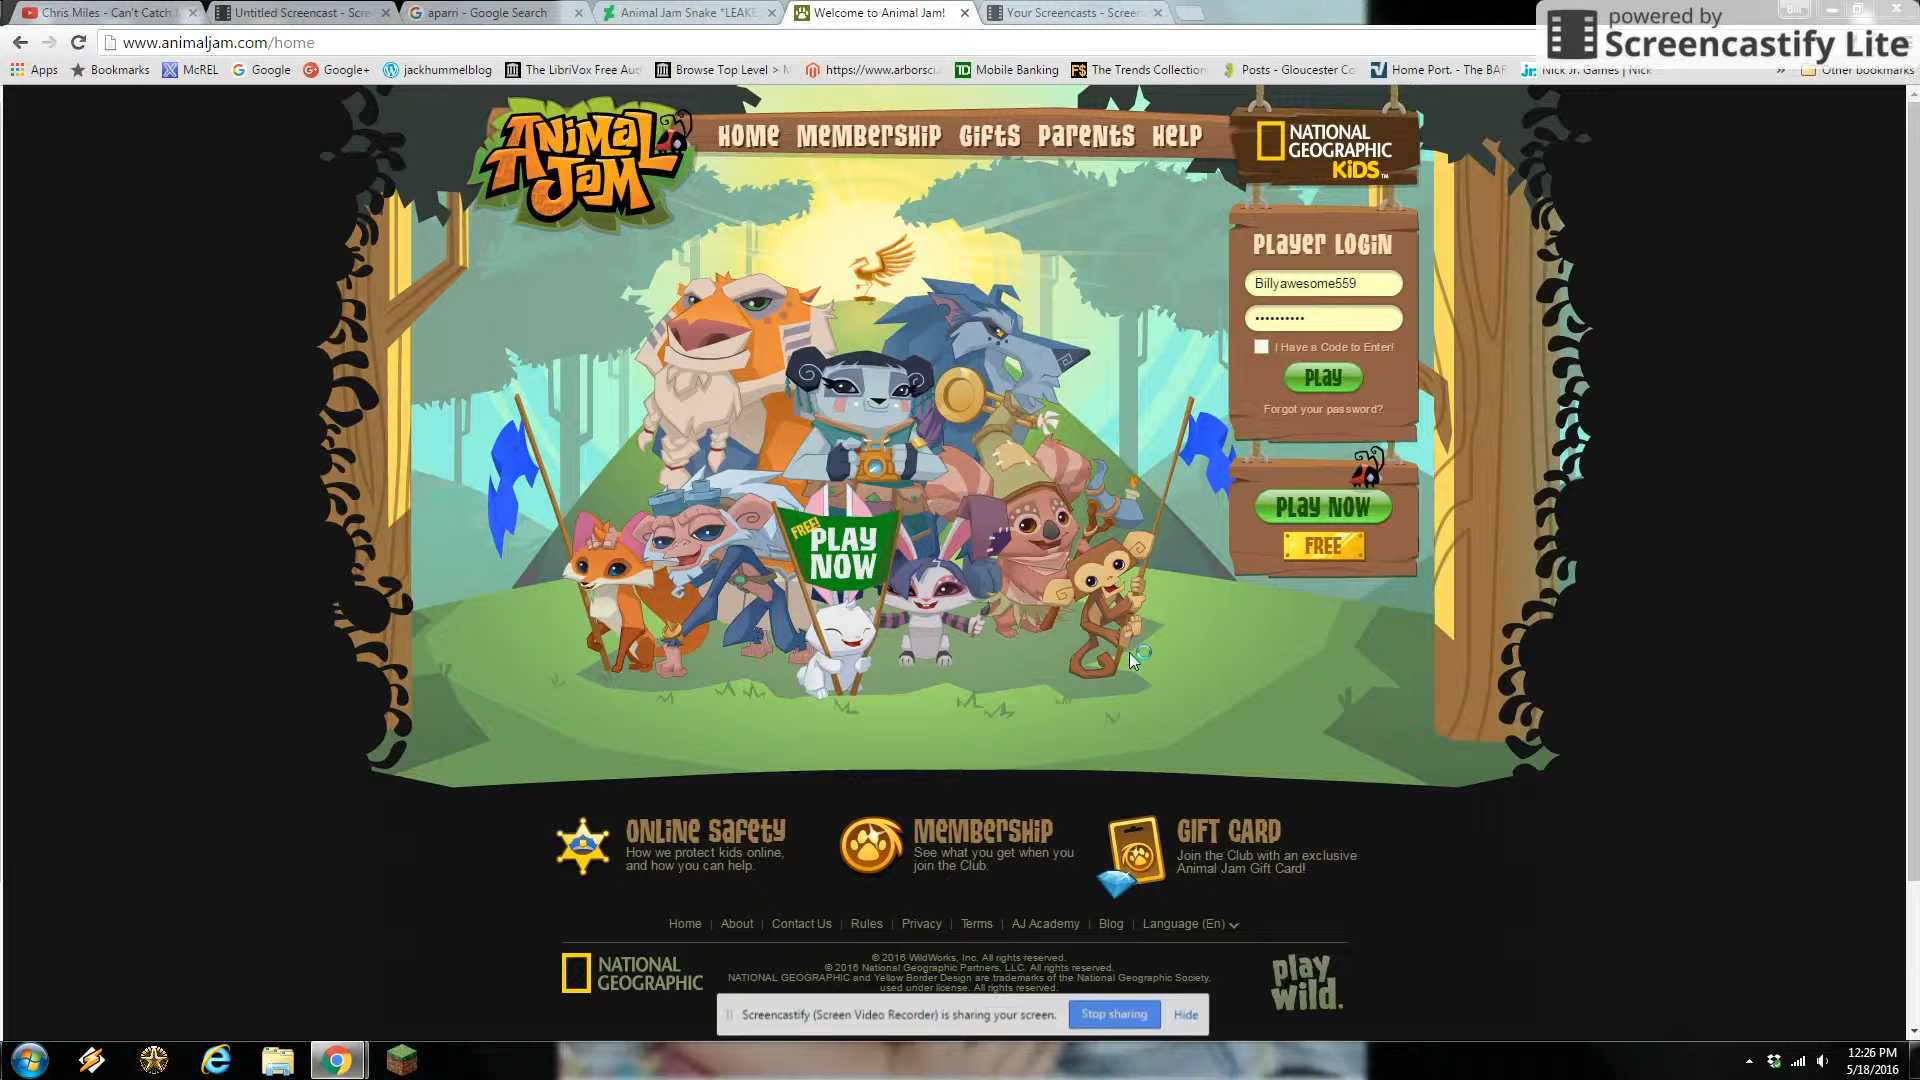 Chris Miles - Can't Catch
Untitled Screencast - Scre
aparri - Google Search
Animal Jam Snake *LEAKE
Welcome to Animal Jam!
Your Screencasts - Screen
Bill
powered by
Screencastify Lite
www.animaljam.com/home
Apps
Bookmarks
McREL
Google
Google+
jackhummelblog
The LibriVox Free Aud
Browse Top Level > M
https://www.arborsci.
Mobile Banking
The Trends Collection
Posts - Gloucester Co
Home Port. - The BAR
Nick Jr. Games | Nick
»
Other bookmarks
ANIMAL
JAM
HOME MEMBERSHIP GIFTS PARENTS HELP
NATIONAL
GEOGRAPHIC
KiDS™
PLAYER LOGIN
Billyawesome559
••••••••••
I Have a Code to Enter!
PLAY
Forgot your password?
PLAY NOW
FREE
FREE!
PLAY
NOW
ONLINE SAFETY
How we protect kids online,
and how you can help.
MEMBERSHIP
See what you get when you
join the Club.
GIFT CARD
Join the Club with an exclusive
Animal Jam Gift Card!
Home | About | Contact Us | Rules | Privacy | Terms | AJ Academy | Blog | Language (En)
NATIONAL
GEOGRAPHIC
© 2016 WildWorks, Inc. All rights reserved.
© 2016 National Geographic Partners, LLC. All rights reserved.
NATIONAL GEOGRAPHIC and Yellow Border Design are trademarks of the National Geographic Society,
used under license. All rights reserved.
play
wild.
Screencastify (Screen Video Recorder) is sharing your screen.
Stop sharing
Hide
12:26 PM
5/18/2016